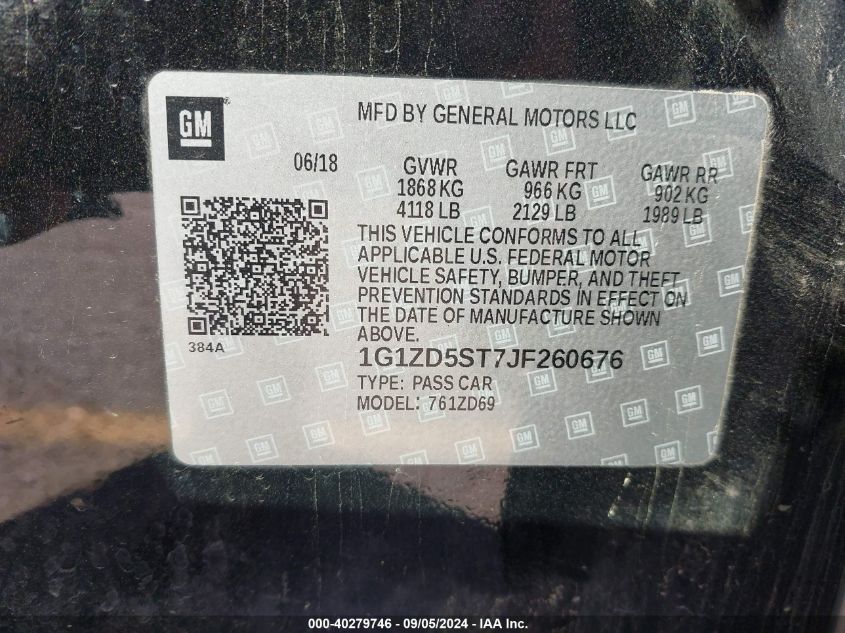 GM
MFD BY GENERAL MOTORS LLC
06/18 GVWR GAWR FRT GAWR RR
1868 KG 966 KG 902 KG
4118 LB 2129 LB 1989 LB
THIS VEHICLE CONFORMS TO ALL
APPLICABLE U.S. FEDERAL MOTOR
VEHICLE SAFETY, BUMPER, AND THEFT
PREVENTION STANDARDS IN EFFECT ON
THE DATE OF MANUFACTURE SHOWN
ABOVE.
384A
1G1ZD5ST7JF260676
TYPE: PASS CAR
MODEL: 761ZD69
000-40279746 - 09/05/2024 - IAA Inc.